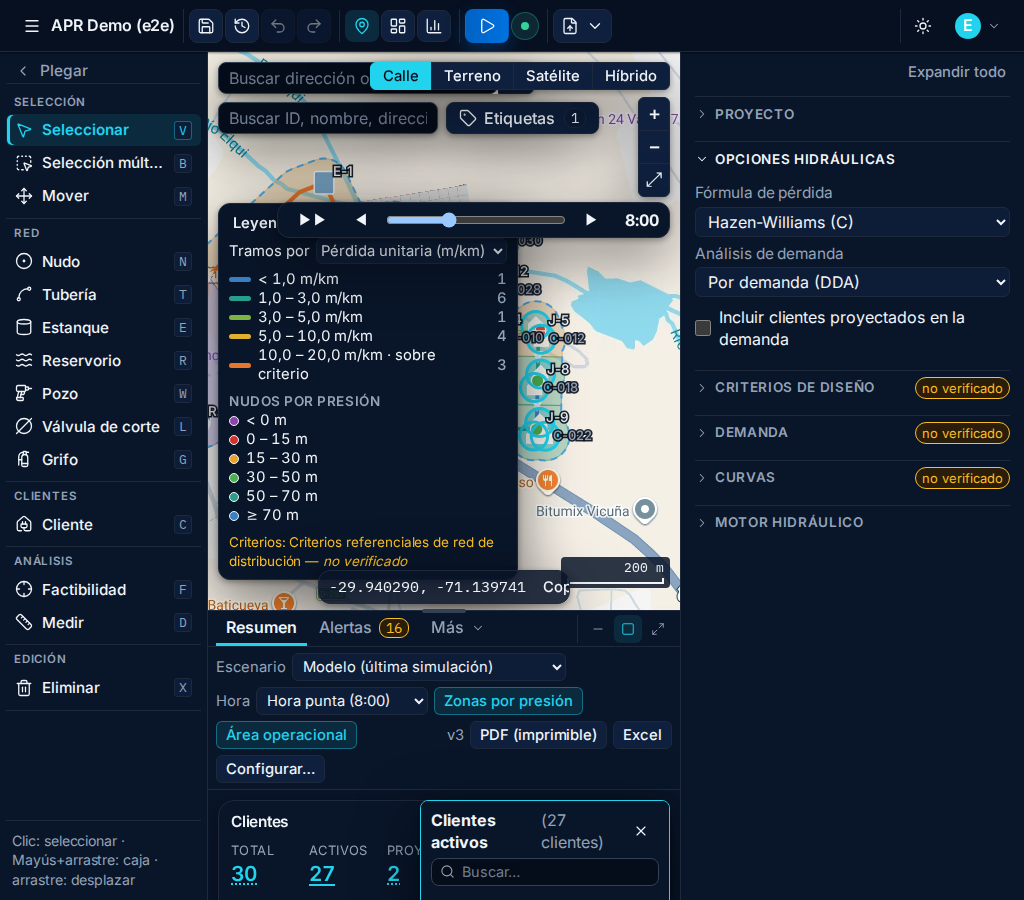 APR Demo (e2e)
E
Plegar
SELECCIÓN
Seleccionar V
Selección múlt... B
Mover M
RED
Nudo N
Tubería T
Estanque E
Reservorio R
Pozo W
Válvula de corte L
Grifo G
CLIENTES
Cliente C
ANÁLISIS
Factibilidad F
Medir D
EDICIÓN
Eliminar X
Clic: seleccionar ·
Mayús+arrastre: caja ·
arrastre: desplazar
Buscar dirección o
Calle Terreno Satélite Híbrido
Buscar ID, nombre, direcci
Etiquetas 1
+
−
E-1
Leyen
8:00
Tramos por Pérdida unitaria (m/km)
< 1,0 m/km 1
1,0 – 3,0 m/km 6
3,0 – 5,0 m/km 1
5,0 – 10,0 m/km 4
10,0 – 20,0 m/km · sobre
criterio 3
NUDOS POR PRESIÓN
< 0 m
0 – 15 m
15 – 30 m
30 – 50 m
50 – 70 m
≥ 70 m
Criterios: Criterios referenciales de red de
distribución — no verificado
J-5
C-012
J-8
C-018
J-9
C-022
Bitumix Vicuña
200 m
-29.940290, -71.139741 Cop
Baticueva
Resumen Alertas 16 Más
Escenario Modelo (última simulación)
Hora Hora punta (8:00) Zonas por presión
Área operacional v3 PDF (imprimible) Excel
Configurar...
Clientes
TOTAL ACTIVOS PROY
30 27 2
Clientes
activos
(27
clientes)
Buscar...
Expandir todo
PROYECTO
OPCIONES HIDRÁULICAS
Fórmula de pérdida
Hazen-Williams (C)
Análisis de demanda
Por demanda (DDA)
Incluir clientes proyectados en la
demanda
CRITERIOS DE DISEÑO no verificado
DEMANDA no verificado
CURVAS no verificado
MOTOR HIDRÁULICO